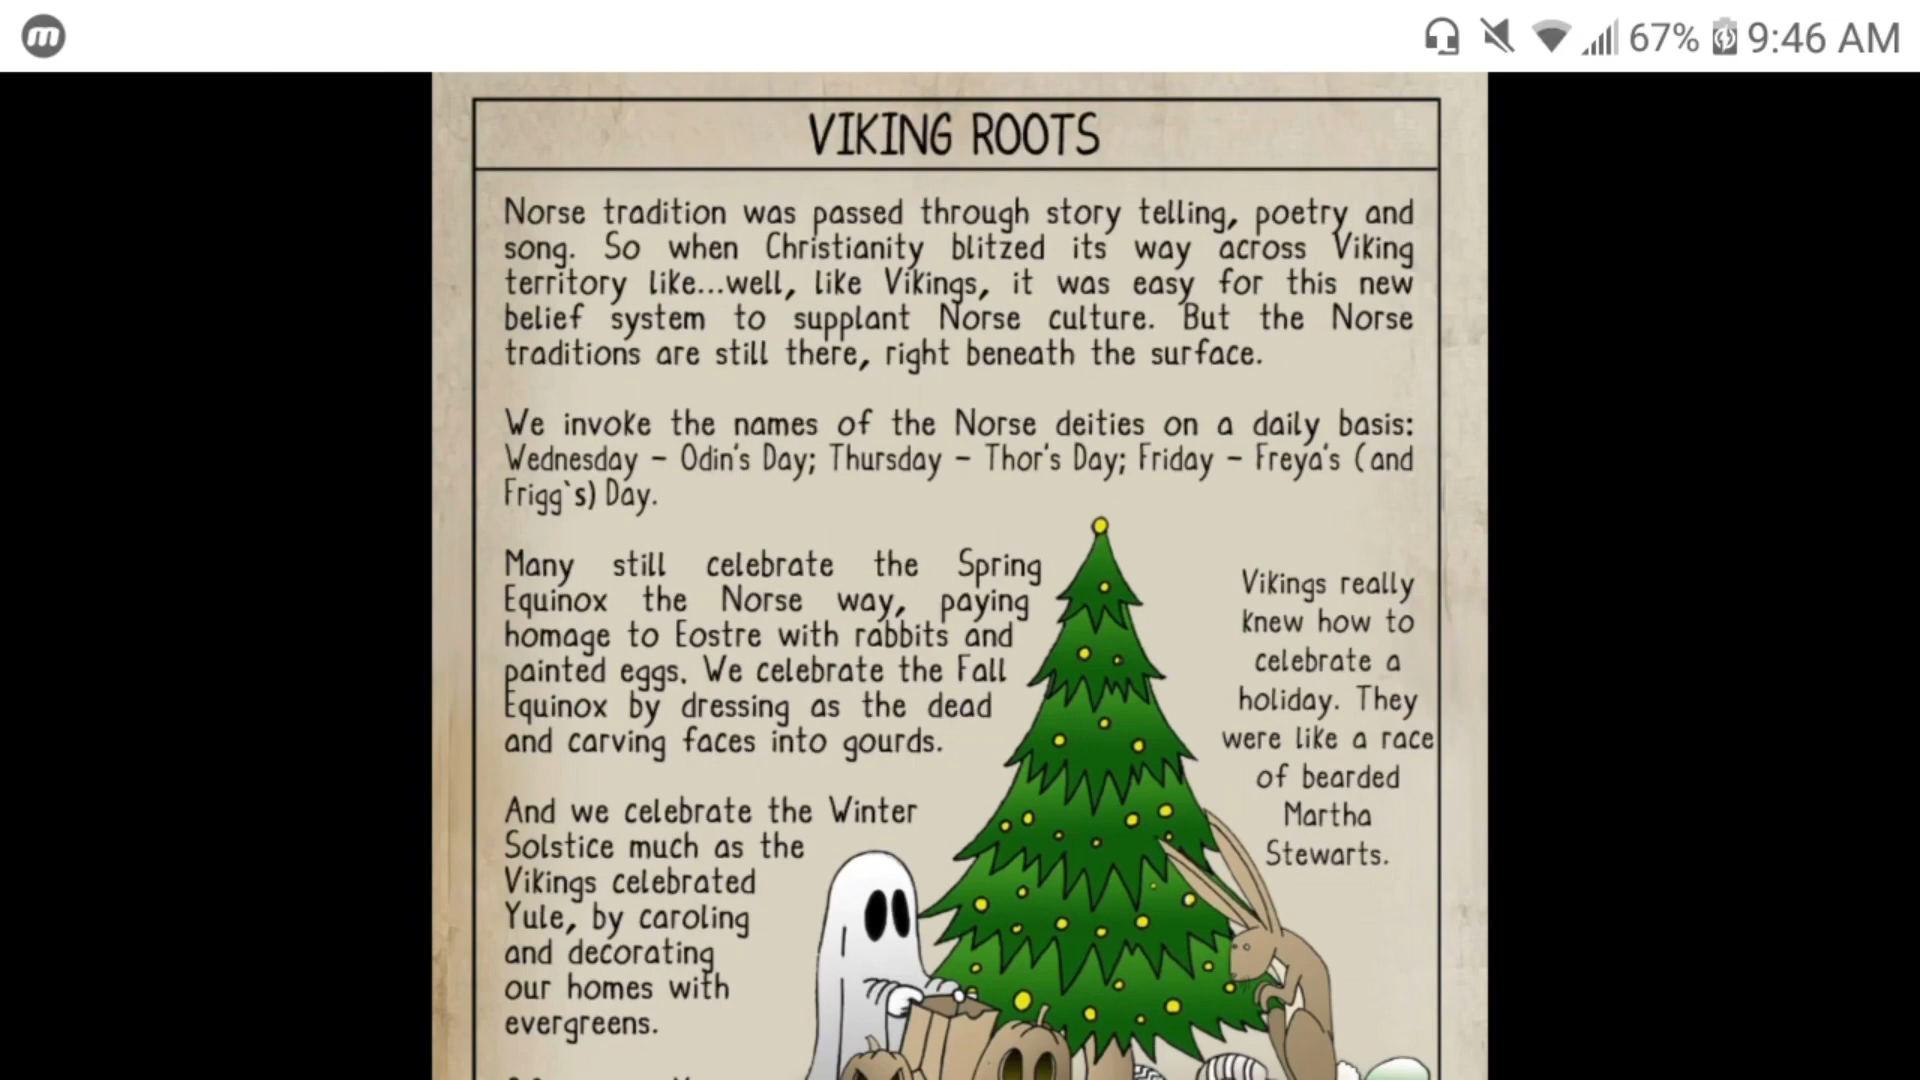 m
67% 9:46 AM
VIKING ROOTS
Norse tradition was passed through story telling, poetry and
song. So when Christianity blitzed its way across Viking
territory like...well, like Vikings, it was easy for this new
belief system to supplant Norse culture. But the Norse
traditions are still there, right beneath the surface.
We invoke the names of the Norse deities on a daily basis:
Wednesday – Odin's Day; Thursday – Thor's Day; Friday – Freya's (and
Frigg`s) Day.
Many still celebrate the Spring
Equinox the Norse way, paying
homage to Eostre with rabbits and
painted eggs. We celebrate the Fall
Equinox by dressing as the dead
and carving faces into gourds.
And we celebrate the Winter
Solstice much as the
Vikings celebrated
Yule, by caroling
and decorating
our homes with
evergreens.
Vikings really
knew how to
celebrate a
holiday. They
were like a race
of bearded
Martha
Stewarts.